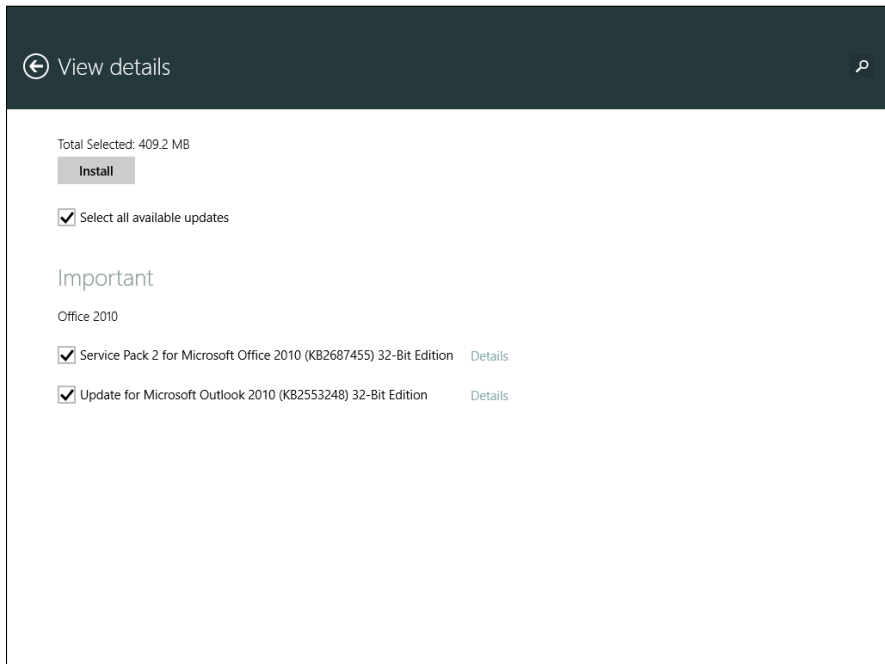 View details
Total Selected: 409.2 MB
Install
Select all available updates
Important
Office 2010
Service Pack 2 for Microsoft Office 2010 (KB2687455) 32-Bit Edition Details
Update for Microsoft Outlook 2010 (KB2553248) 32-Bit Edition Details